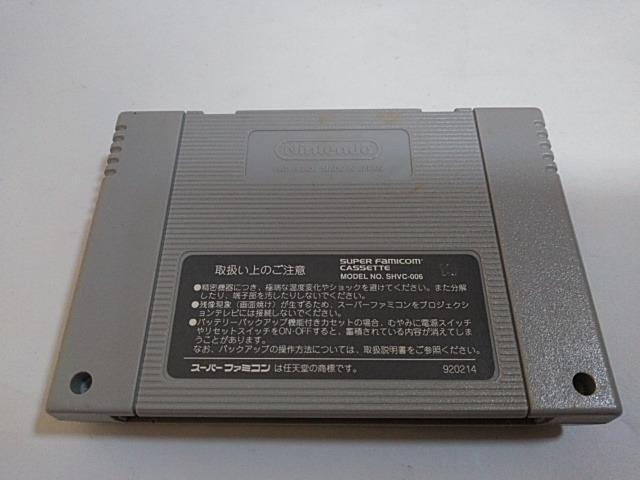 Nintendo
取扱い上のご注意
SUPER FAMICOM
CASSETTE
MODEL NO. SHVC-006
●精密機器につき、極端な温度変化やショックを避けてください。また分解
したり、端子部を汚したりしないでください。
●残像現象（画面焼け）が生ずるため、スーパーファミコンをプロジェクシ
ョンテレビには接続しないでください。
●バッテリーバックアップ機能付きカセットの場合、むやみに電源スイッチ
やリセットスイッチをON-OFFすると、蓄積されている内容が消えてしま
うことがあります。
なお、バックアップの操作方法については、取扱説明書をご参照ください。
スーパーファミコン は任天堂の商標です。
920214